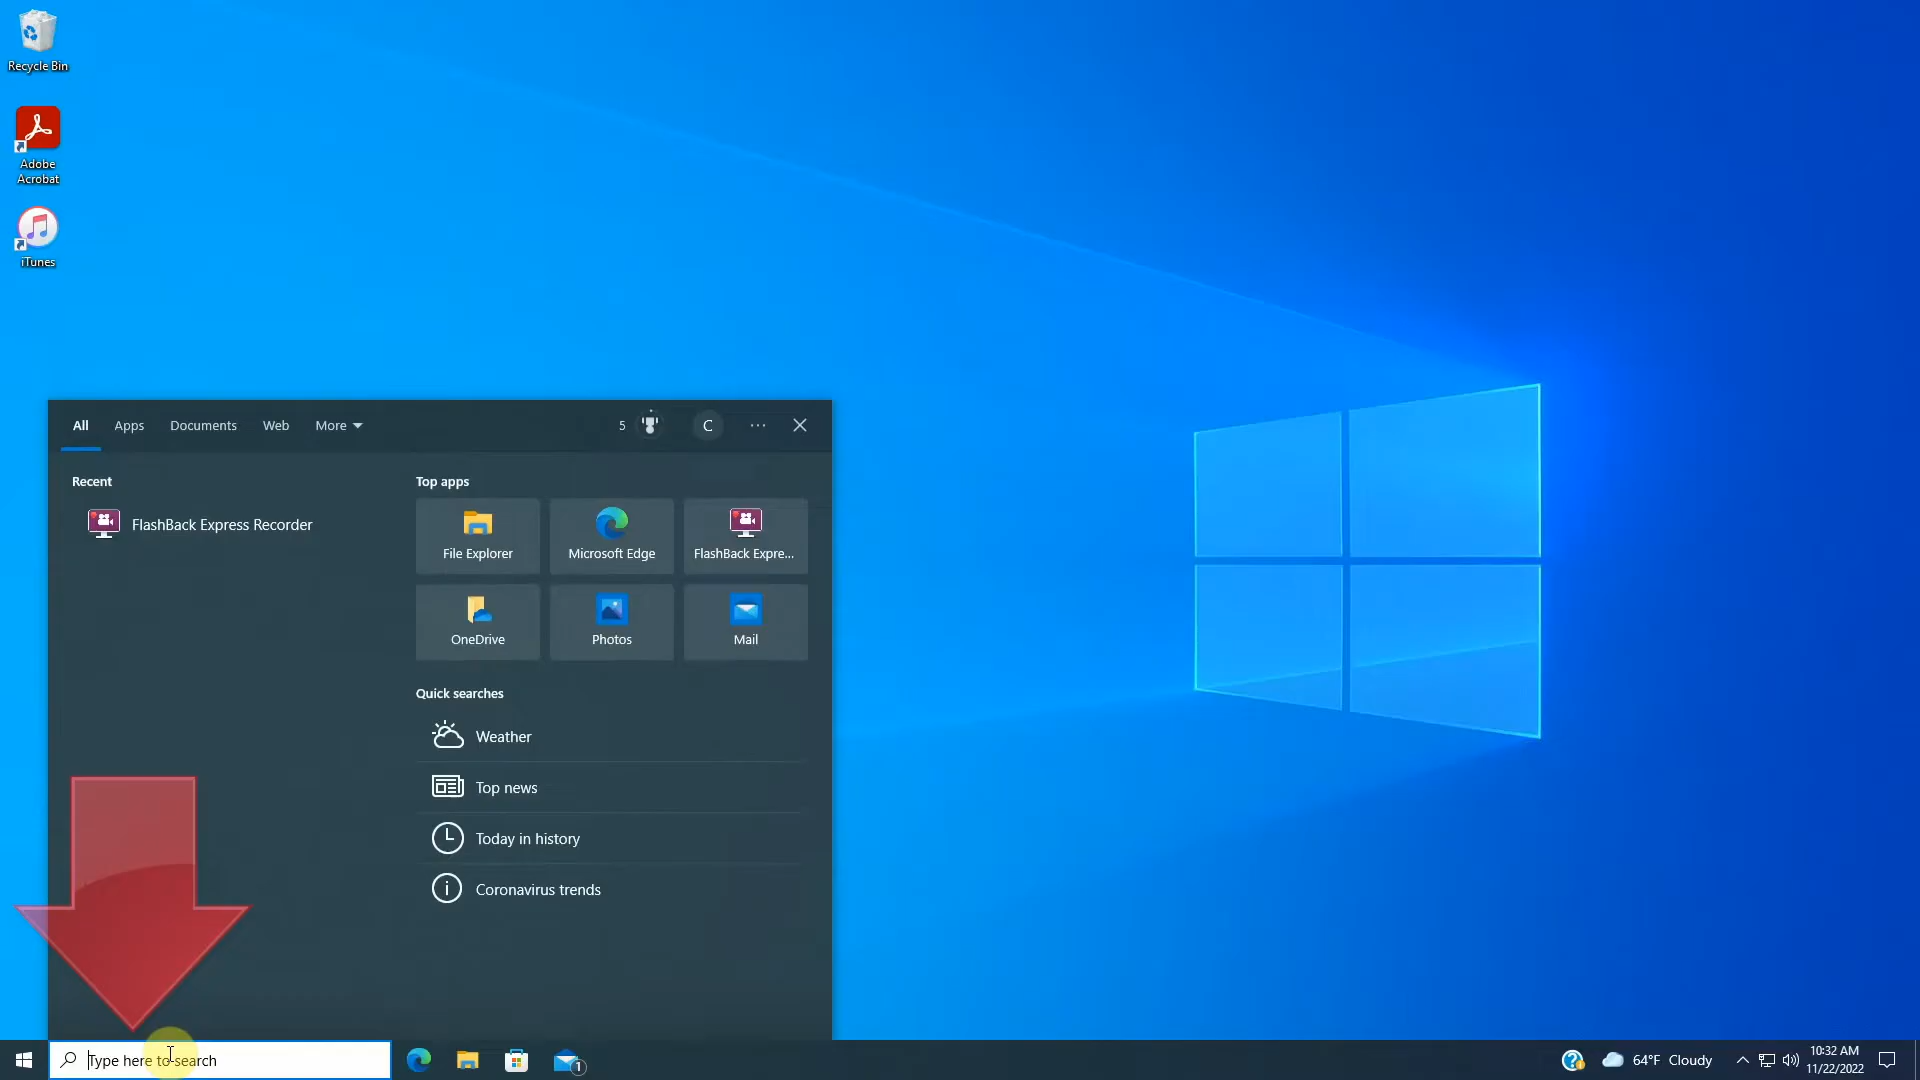 Recycle Bin
Adobe
Acrobat
iTunes
All
Apps
Documents
Web
More
5
C
Recent
FlashBack Express Recorder
Top apps
File Explorer
Microsoft Edge
FlashBack Expre...
OneDrive
Photos
Mail
Quick searches
Weather
Top news
Today in history
Coronavirus trends
Type here to search
1
64°F Cloudy
10:32 AM
11/22/2022